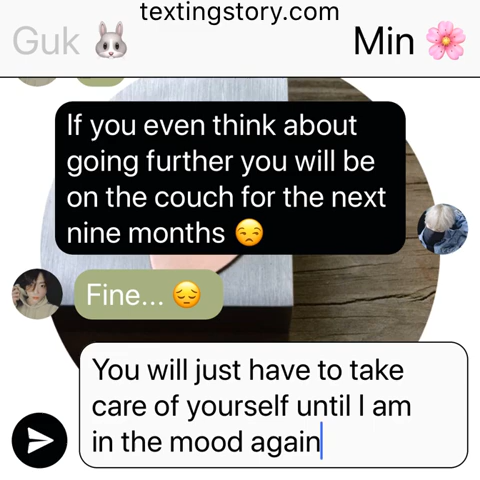 textingstory.com
Guk 🐰
Min 🌸
If you even think about
going further you will be
on the couch for the next
nine months 😒
Fine... 😔
You will just have to take
care of yourself until I am
in the mood again